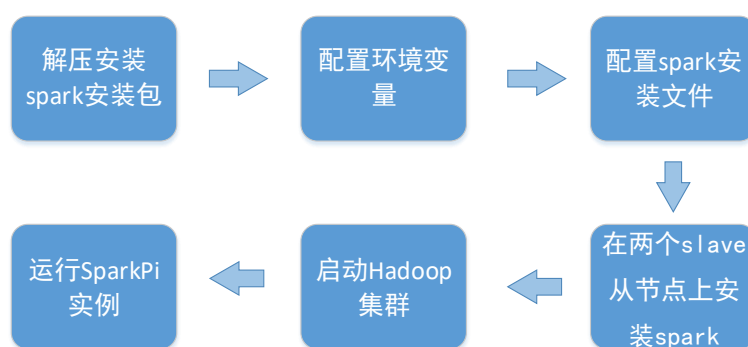 解压安装
spark安装包
配置环境变
量
配置spark安
装文件
在两个slave
从节点上安
装spark
启动Hadoop
集群
运行SparkPi
实例